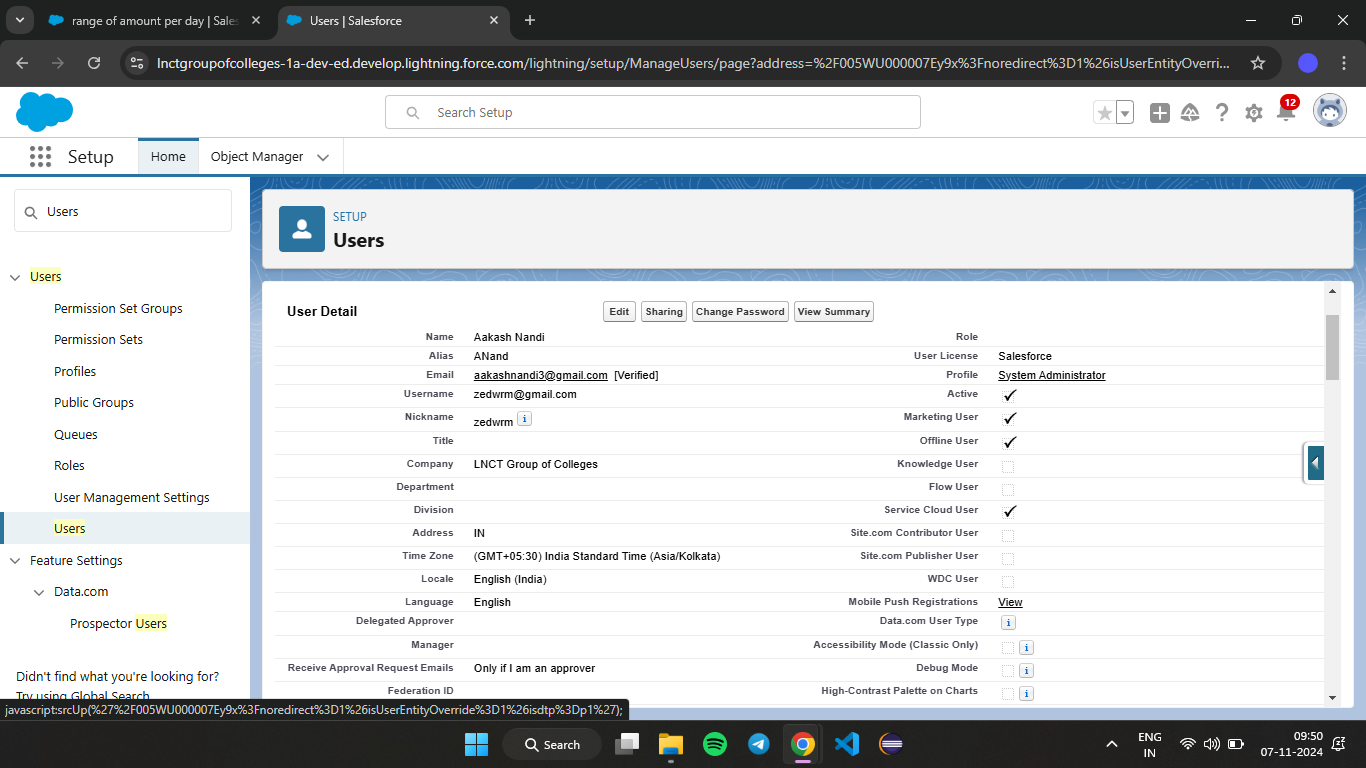 range of amount per day | Sales
Users | Salesforce
lnctgroupofcolleges-1a-dev-ed.develop.lightning.force.com/lightning/setup/ManageUsers/page?address=%2F005WU000007Ey9x%3Fnoredirect%3D1%26isUserEntityOverri...
Search Setup
12
Setup
Home
Object Manager
Users
Users
Permission Set Groups
Permission Sets
Profiles
Public Groups
Queues
Roles
User Management Settings
Users
Feature Settings
Data.com
Prospector Users
Didn't find what you're looking for?
Try using Global Search
SETUP
Users
User Detail
Edit Sharing Change Password View Summary
Name Aakash Nandi Role
Alias ANand User License Salesforce
Email aakashnandi3@gmail.com [Verified] Profile System Administrator
Username zedwrm@gmail.com Active
Nickname zedwrm i Marketing User
Title Offline User
Company LNCT Group of Colleges Knowledge User
Department Flow User
Division Service Cloud User
Address IN Site.com Contributor User
Time Zone (GMT+05:30) India Standard Time (Asia/Kolkata) Site.com Publisher User
Locale English (India) WDC User
Language English Mobile Push Registrations View
Delegated Approver Data.com User Type i
Manager Accessibility Mode (Classic Only) i
Receive Approval Request Emails Only if I am an approver Debug Mode i
Federation ID High-Contrast Palette on Charts i
javascript:srcUp(%27%2F005WU000007Ey9x%3Fnoredirect%3D1%26isUserEntityOverride%3D1%26isdtp%3Dp1%27);
Search
ENG
IN
09:50
07-11-2024